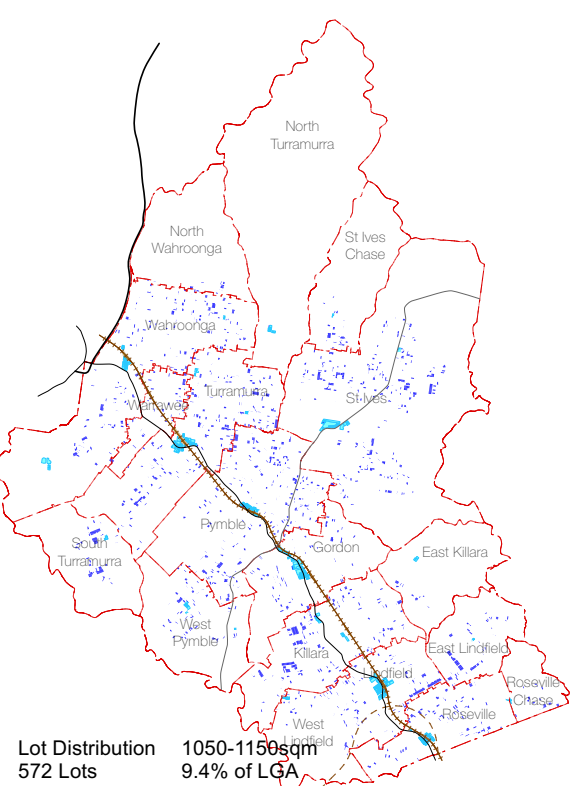 North
Turramurra
North
Wahroonga
St Ives
Chase
Wahroonga
Turramurra
Warrawee
St Ives
Pymble
South
Turramurra
Gordon
East Killara
West
Pymble
Killara
East Lindfield
Lindfield
Roseville
Chase
Roseville
West
Lindfield
Lot Distribution 1050-1150sqm
572 Lots 9.4% of LGA